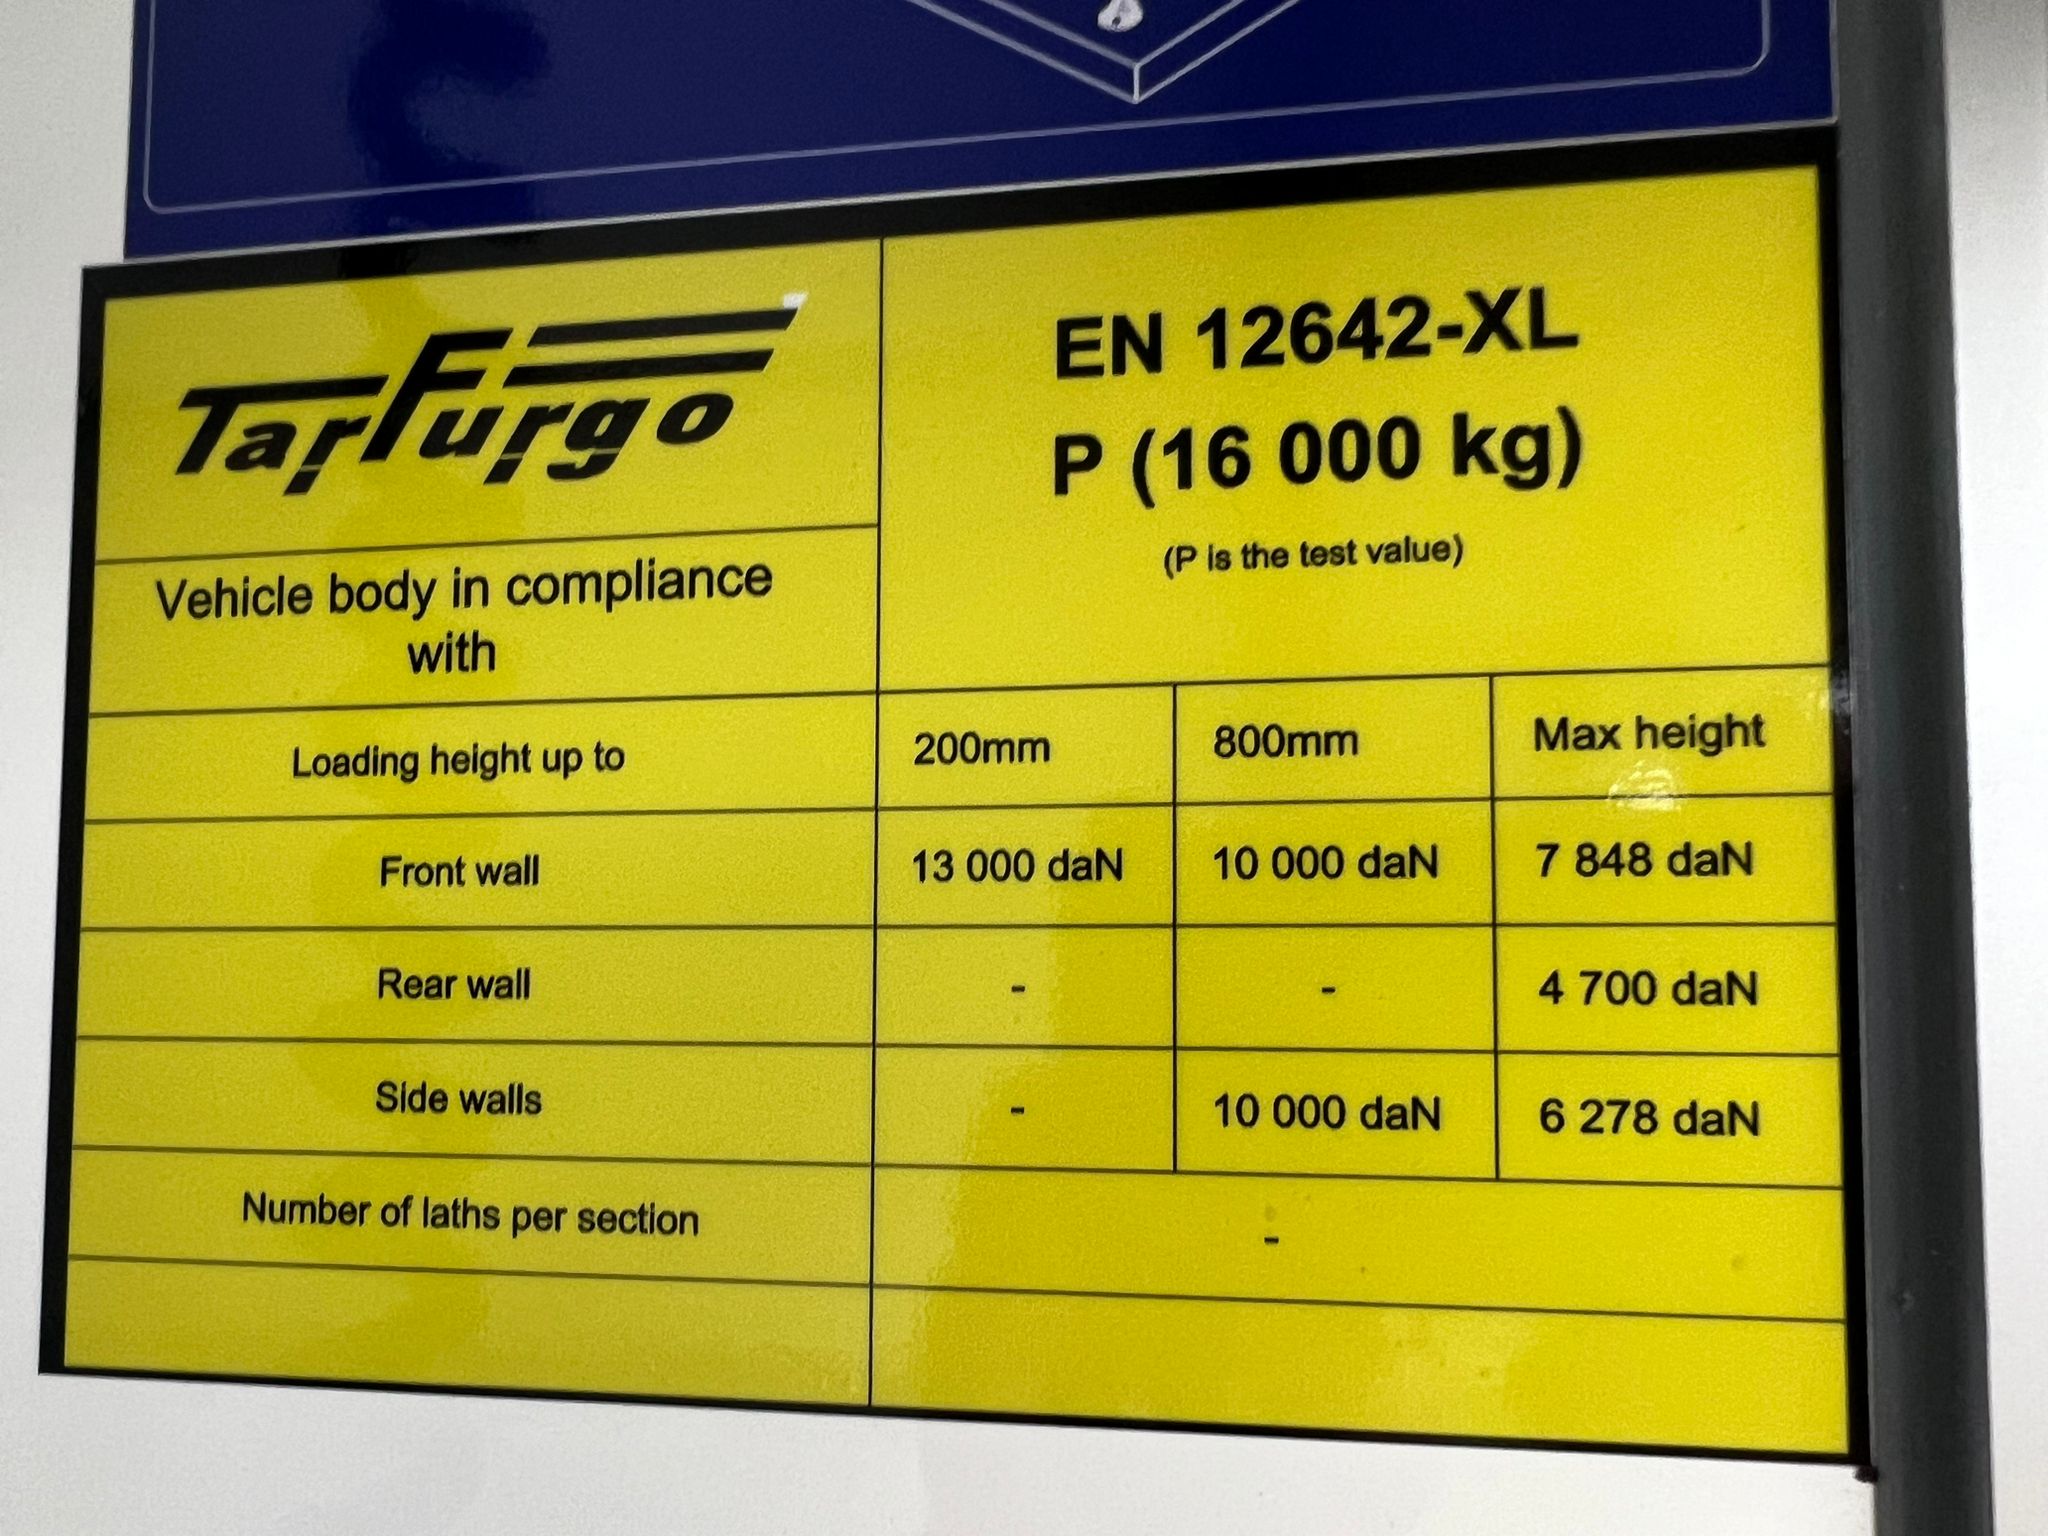 TarFurgo
EN 12642-XL
P (16 000 kg)
(P is the test value)
Vehicle body in compliance
with
Loading height up to 200mm 800mm Max height
Front wall 13 000 daN 10 000 daN 7 848 daN
Rear wall - - 4 700 daN
Side walls - 10 000 daN 6 278 daN
Number of laths per section -